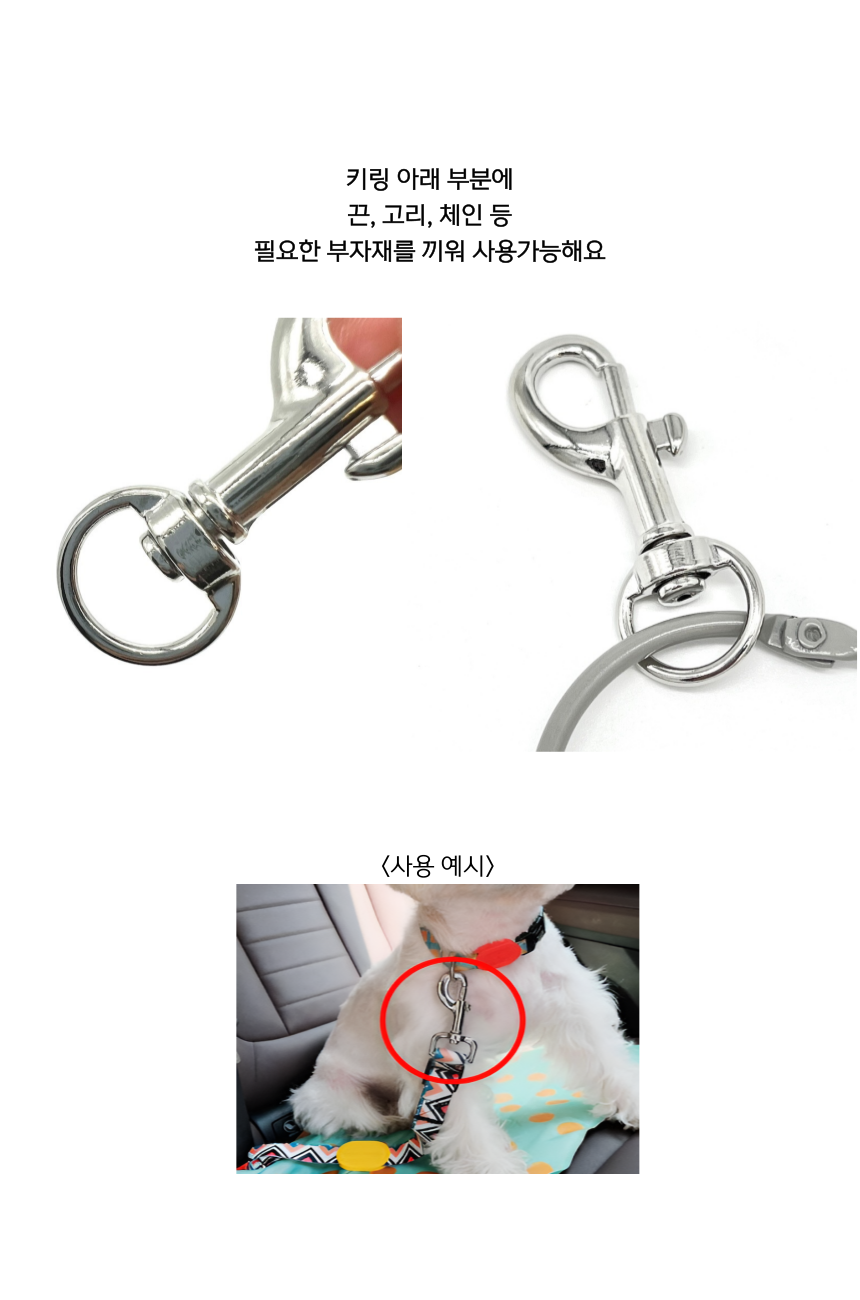 키링 아래 부분에
끈, 고리, 체인 등
필요한 부자재를 끼워 사용가능해요
<사용 예시>